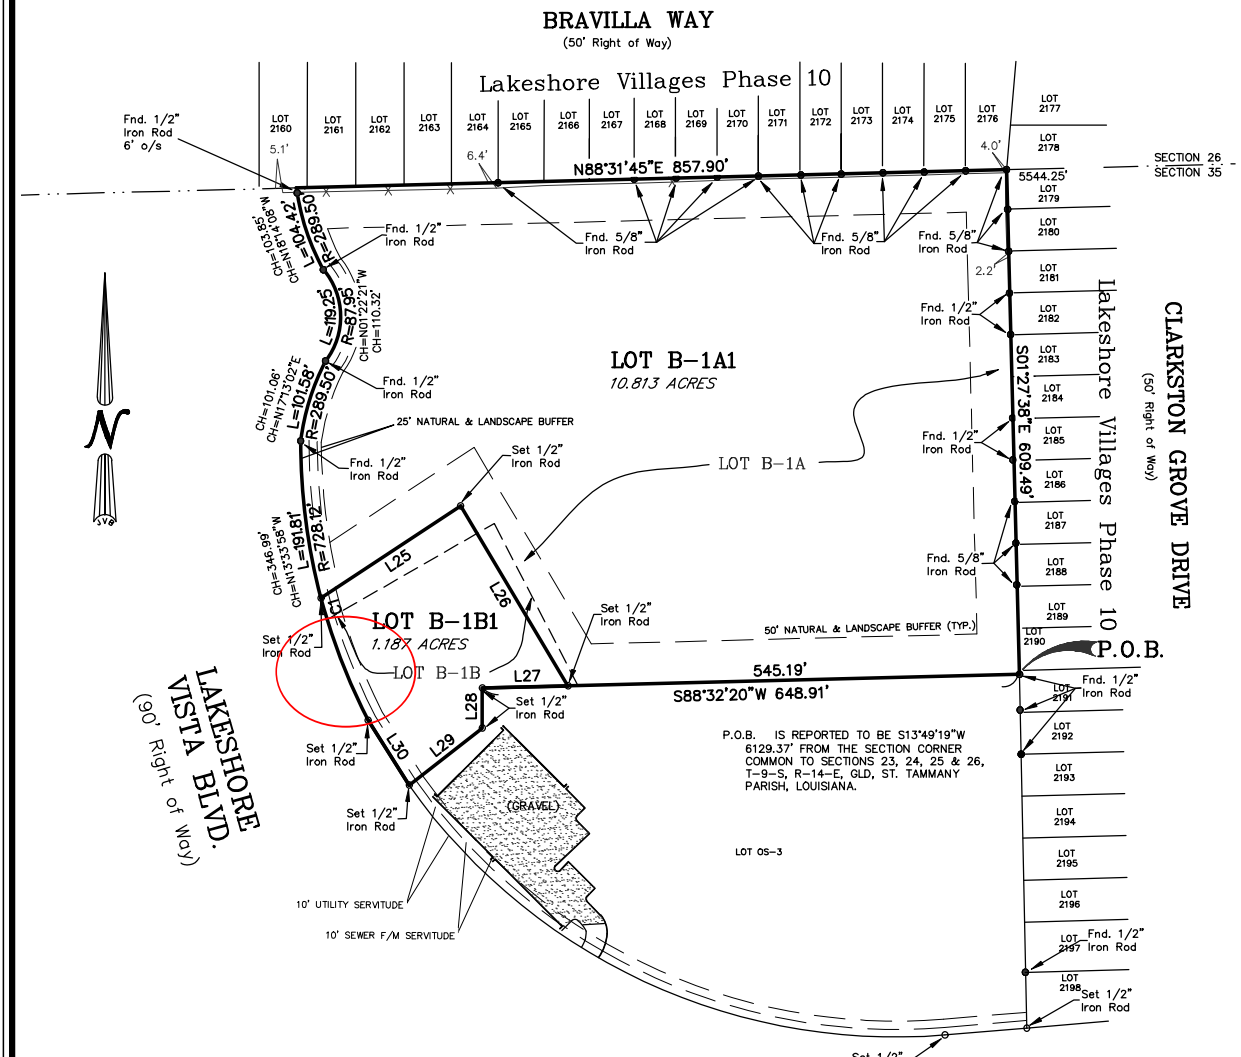 BRAVILLA WAY
(50' Right of Way)
Lakeshore Villages Phase 10
LOT 2160
LOT 2161
LOT 2162
LOT 2163
LOT 2164
LOT 2165
LOT 2166
LOT 2167
LOT 2168
LOT 2169
LOT 2170
LOT 2171
LOT 2172
LOT 2173
LOT 2174
LOT 2175
LOT 2176
LOT 2177
LOT 2178
Fnd. 1/2"
Iron Rod
6' o/s
5.1'
6.4'
4.0'
N88°31'45"E 857.90'
5544.25'
SECTION 26
SECTION 35
LOT 2179
LOT 2180
LOT 2181
LOT 2182
LOT 2183
LOT 2184
LOT 2185
LOT 2186
LOT 2187
LOT 2188
LOT 2189
LOT 2190
CH=103.85'
CH=N18°14'08"W
L=104.42'
R=289.50'
Fnd. 1/2"
Iron Rod
Fnd. 5/8"
Iron Rod
Fnd. 5/8"
Iron Rod
Fnd. 5/8"
Iron Rod
2.2'
L=119.25'
R=87.95'
CH=N01°22'21"W
CH=110.32'
Fnd. 1/2"
Iron Rod
LOT B-1A1
10.813 ACRES
CH=101.06'
CH=N17°13'02"E
L=101.58'
R=289.50'
Fnd. 1/2"
Iron Rod
25' NATURAL & LANDSCAPE BUFFER
Fnd. 1/2"
Iron Rod
Set 1/2"
Iron Rod
LOT B-1A
Fnd. 1/2"
Iron Rod
S01°27'38"E 609.49'
Lakeshore Villages Phase 10
CLARKSTON GROVE DRIVE
(50' Right of Way)
N
JVB
CH=346.99'
CH=N13°33'58"W
L=191.81'
R=728.12'
L25
L26
Fnd. 5/8"
Iron Rod
C1
LOT B-1B1
1.187 ACRES
Set 1/2"
Iron Rod
Set 1/2"
Iron Rod
50' NATURAL & LANDSCAPE BUFFER (TYP.)
P.O.B.
LOT B-1B
L27
545.19'
S88°32'20"W 648.91'
Fnd. 1/2"
Iron Rod
LAKESHORE
VISTA BLVD.
(90' Right of Way)
L28
Set 1/2"
Iron Rod
LOT 2191
LOT 2192
LOT 2193
LOT 2194
LOT 2195
LOT 2196
LOT 2197
LOT 2198
Set 1/2"
Iron Rod
L30
L29
P.O.B. IS REPORTED TO BE S13°49'19"W
6129.37' FROM THE SECTION CORNER
COMMON TO SECTIONS 23, 24, 25 & 26,
T-9-S, R-14-E, GLD, ST. TAMMANY
PARISH, LOUISIANA.
Set 1/2"
Iron Rod
(GRAVEL)
LOT OS-3
10' UTILITY SERVITUDE
10' SEWER F/M SERVITUDE
Fnd. 1/2"
Iron Rod
Set 1/2"
Iron Rod
Set 1/2"